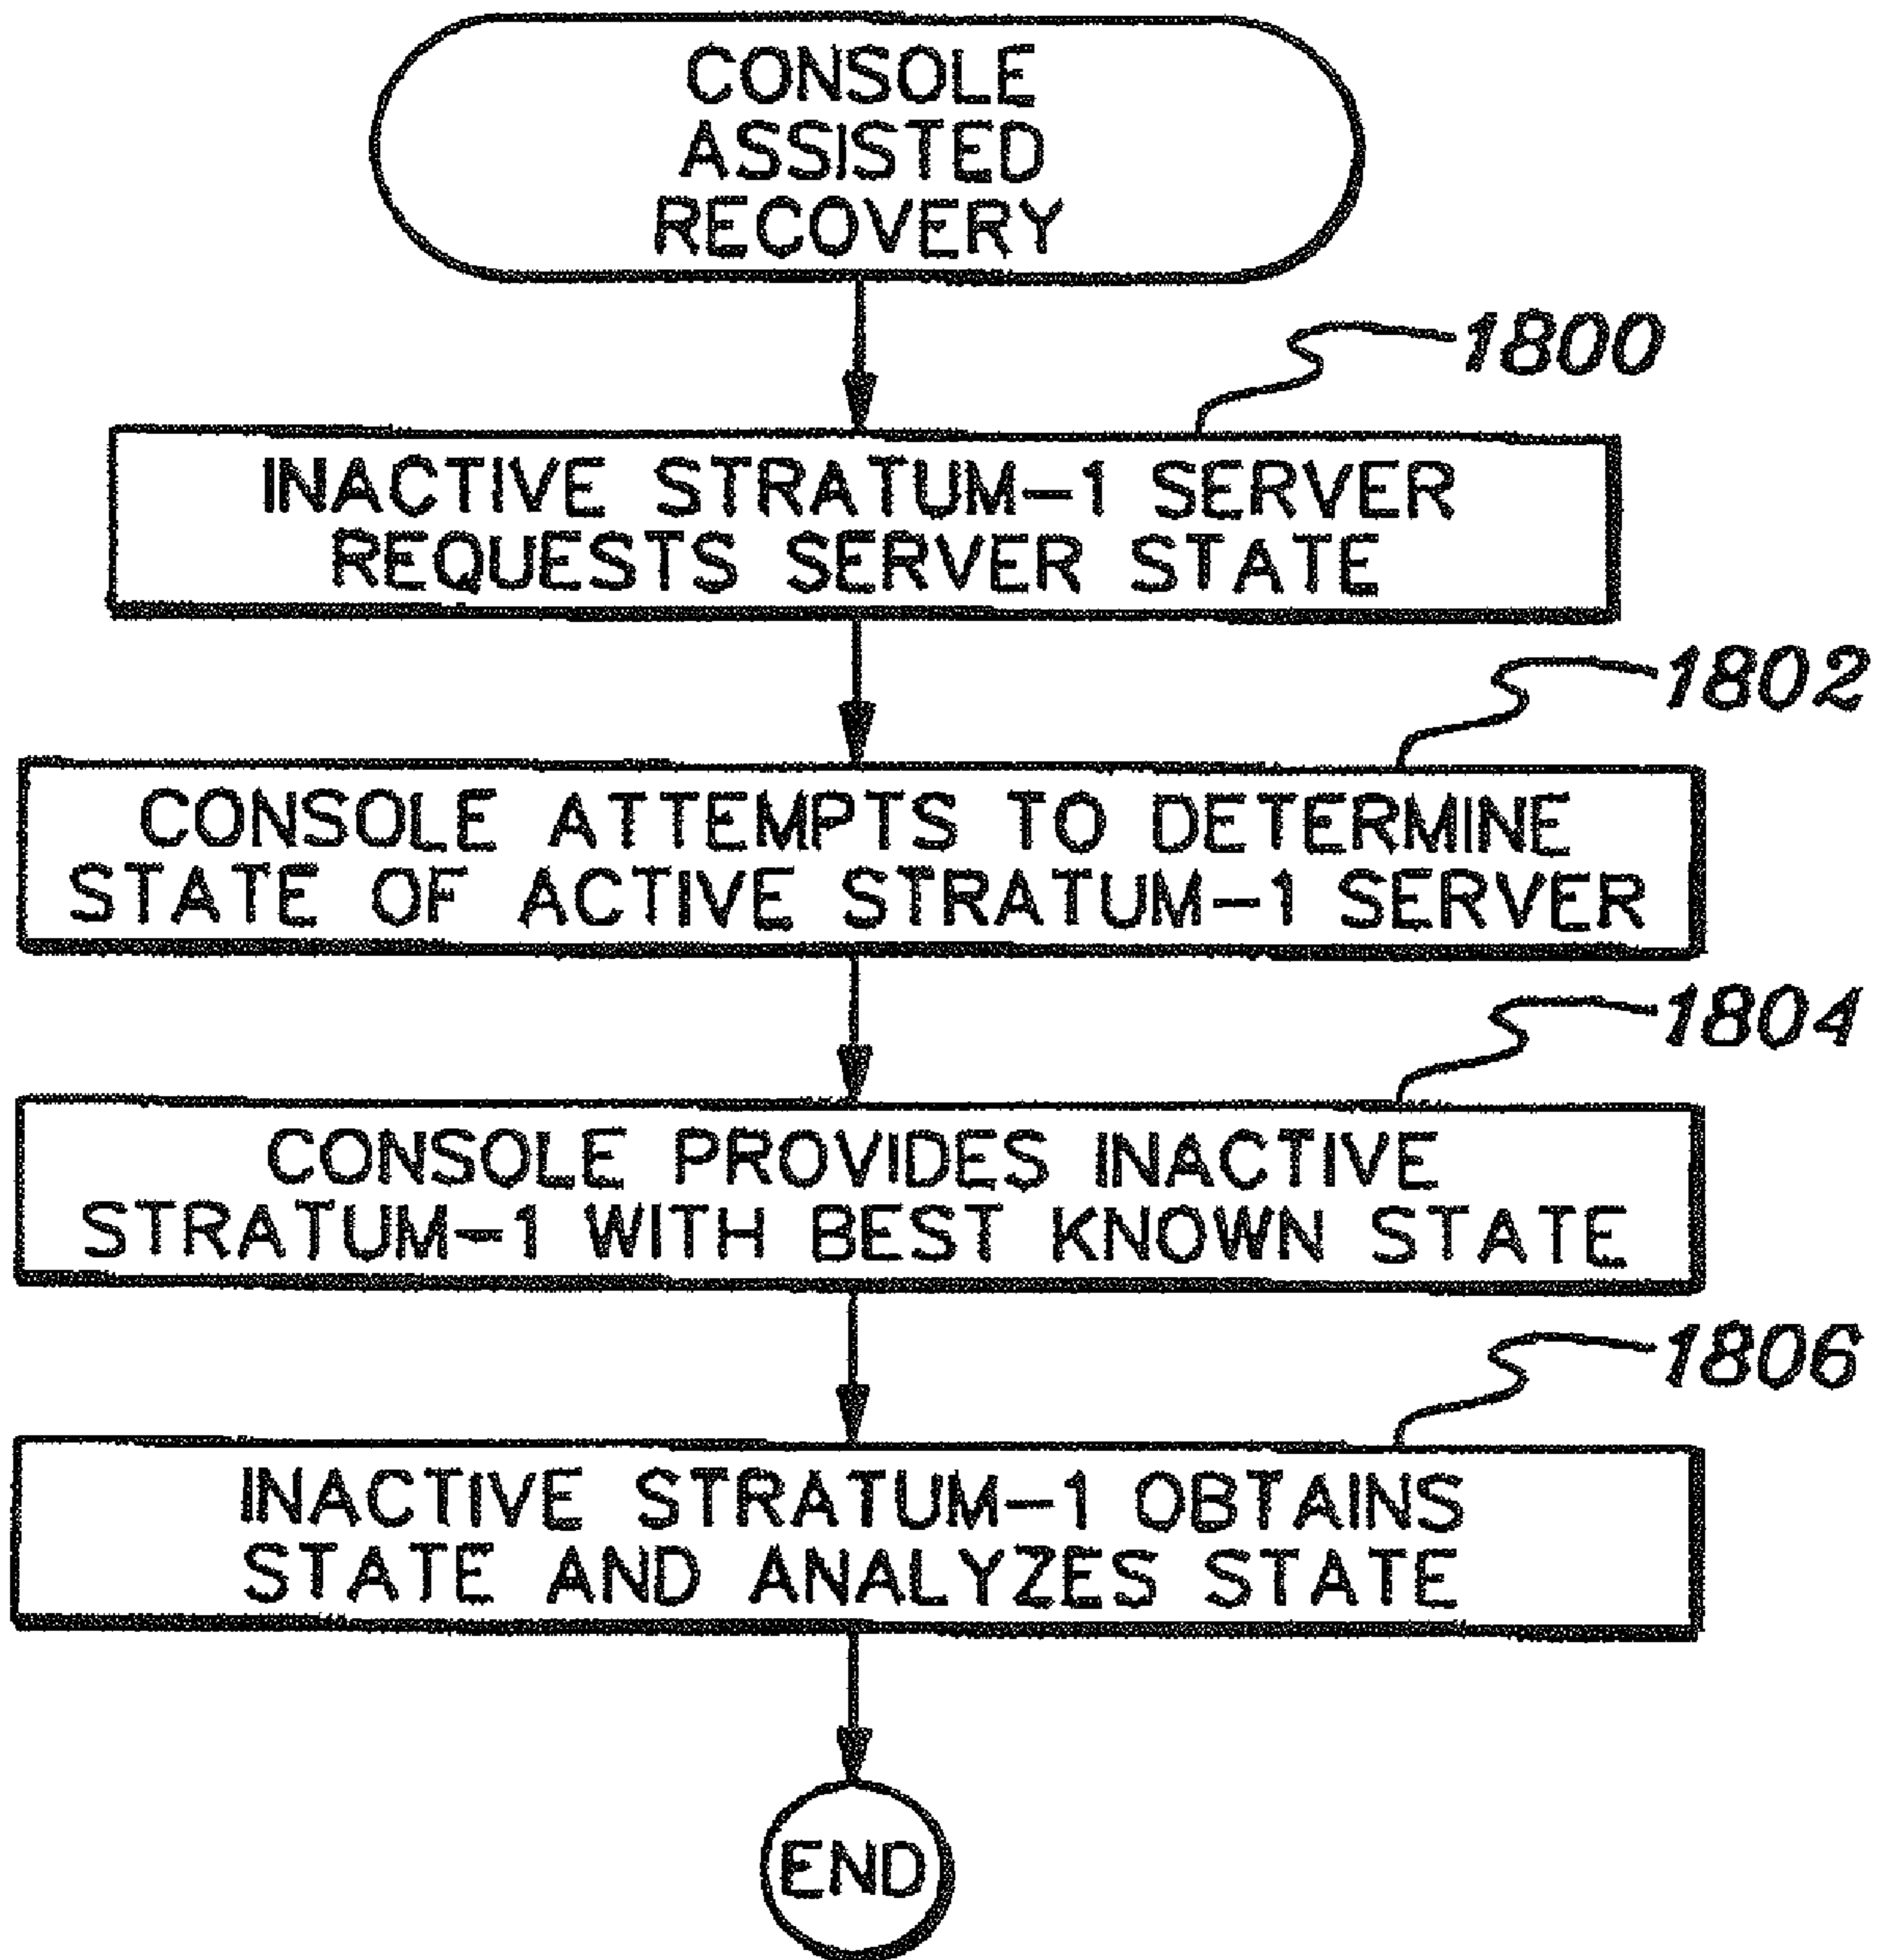 CONSOLE
ASSISTED
RECOVERY
1800
INACTIVE STRATUM-1 SERVER
REQUESTS SERVER STATE
1802
CONSOLE ATTEMPTS TO DETERMINE
STATE OF ACTIVE STRATUM-1 SERVER
1804
CONSOLE PROVIDES INACTIVE
STRATUM-1 WITH BEST KNOWN STATE
1806
INACTIVE STRATUM-1 OBTAINS
STATE AND ANALYZES STATE
END